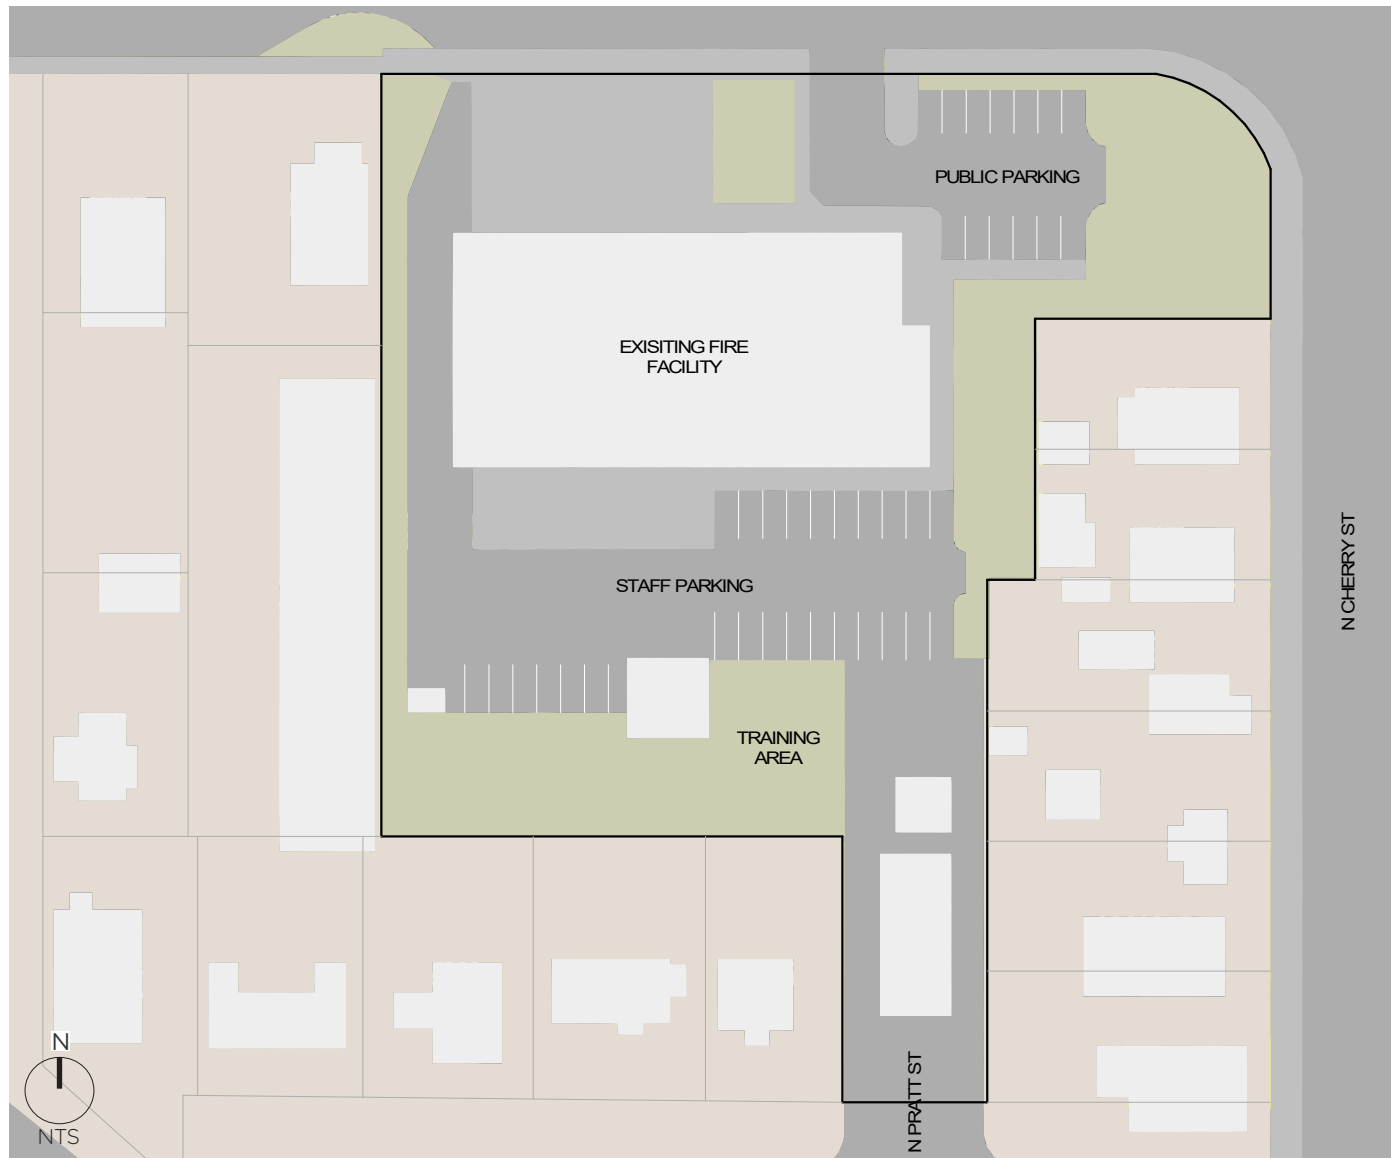 PUBLIC PARKING
EXISITING FIRE
FACILITY
N CHERRY ST
STAFF PARKING
TRAINING
AREA
N
NTS
N PRATT ST